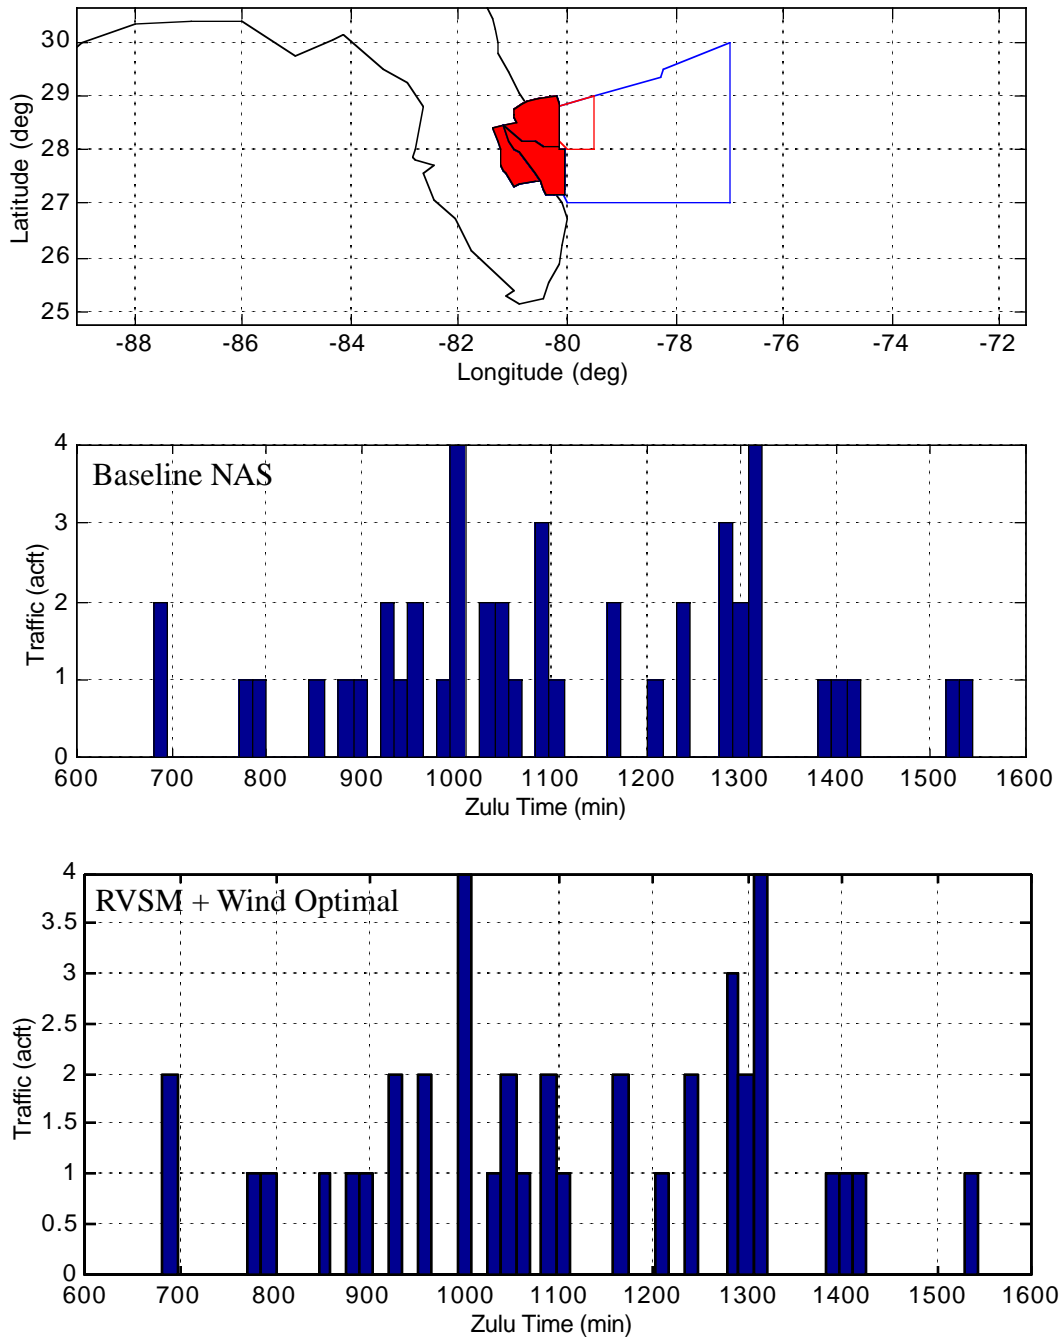 30
29
28
27
26
25
Latitude (deg)
-88 -86 -84 -82 -80 -78 -76 -74 -72
Longitude (deg)
Baseline NAS
4
3
2
1
0
Traffic (acft)
600 700 800 900 1000 1100 1200 1300 1400 1500 1600
Zulu Time (min)
RVSM + Wind Optimal
4
3.5
3
2.5
2
1.5
1
0.5
0
Traffic (acft)
600 700 800 900 1000 1100 1200 1300 1400 1500 1600
Zulu Time (min)